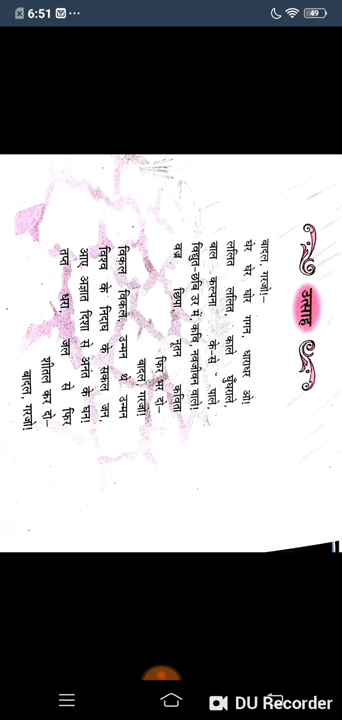 6:51
49
उत्साह
बादल, गरजो!–
घेर घेर घोर गगन, धाराधर ओ!
ललित ललित, काले घुँघराले,
बाल कल्पना के-से पाले,
विद्युत-छबि उर में, कवि, नवजीवन वाले!
वज्र छिपा, नूतन कविता
फिर भर दो–
बादल गरजो!
विकल विकल, उन्मन थे उन्मन
विश्व के निदाघ के सकल जन,
आए अज्ञात दिशा से अनंत के घन!
तप्त धरा, जल से फिर
शीतल कर दो–
बादल, गरजो!
DU Recorder